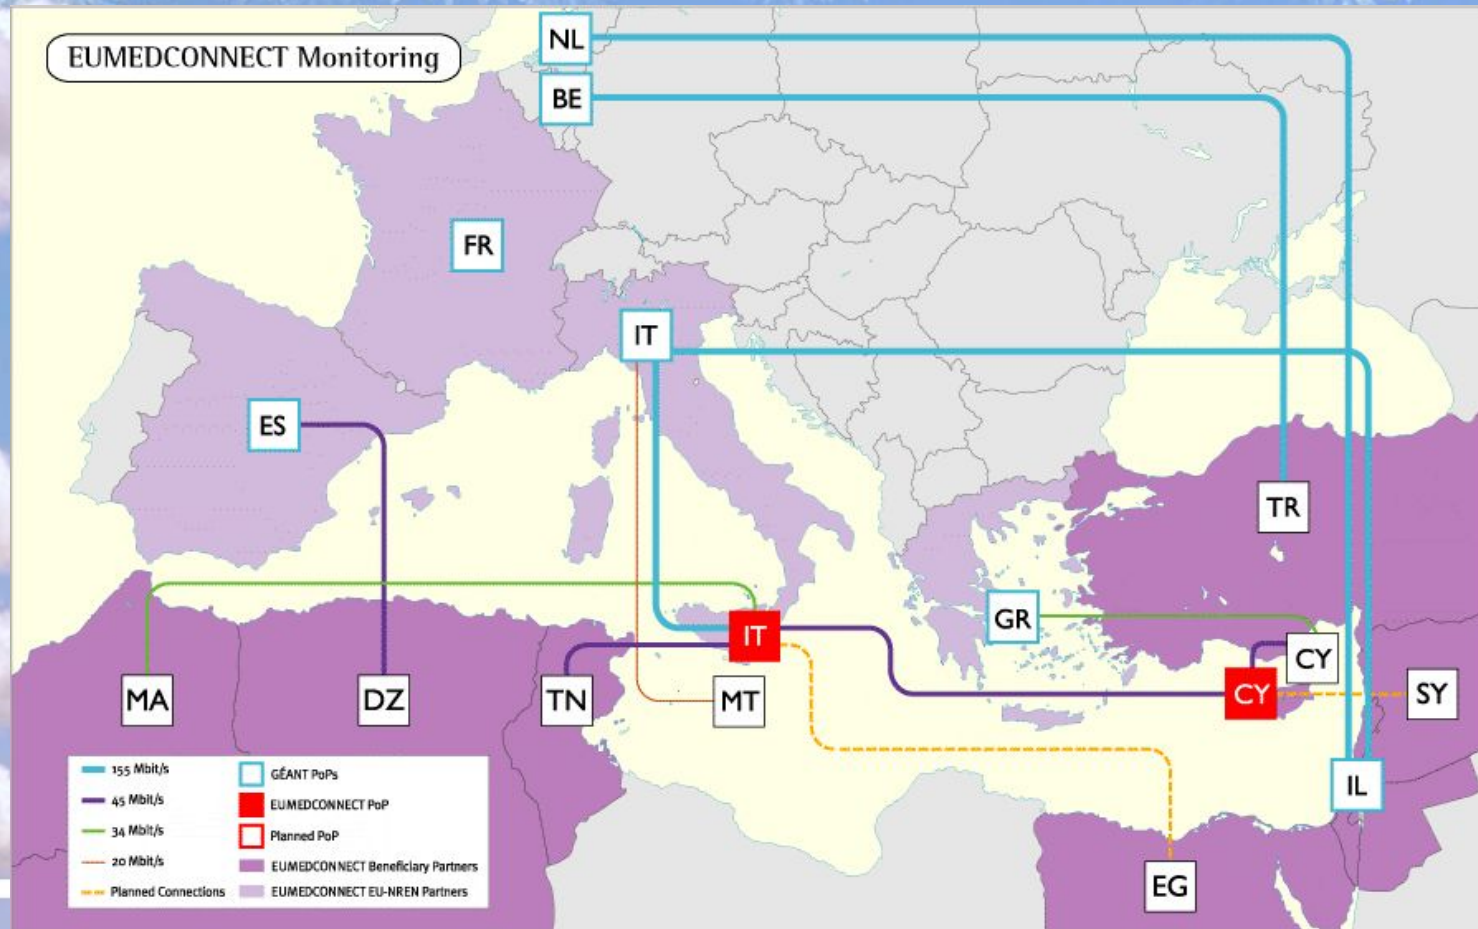 EUMEDCONNECT Monitoring
NL
BE
FR
IT
ES
TR
GR
IT
CY
CY
SY
MA
DZ
TN
MT
IL
EG
155 Mbit/s
45 Mbit/s
34 Mbit/s
20 Mbit/s
Planned Connections
GÉANT PoPs
EUMEDCONNECT PoP
Planned PoP
EUMEDCONNECT Beneficiary Partners
EUMEDCONNECT EU-NREN Partners